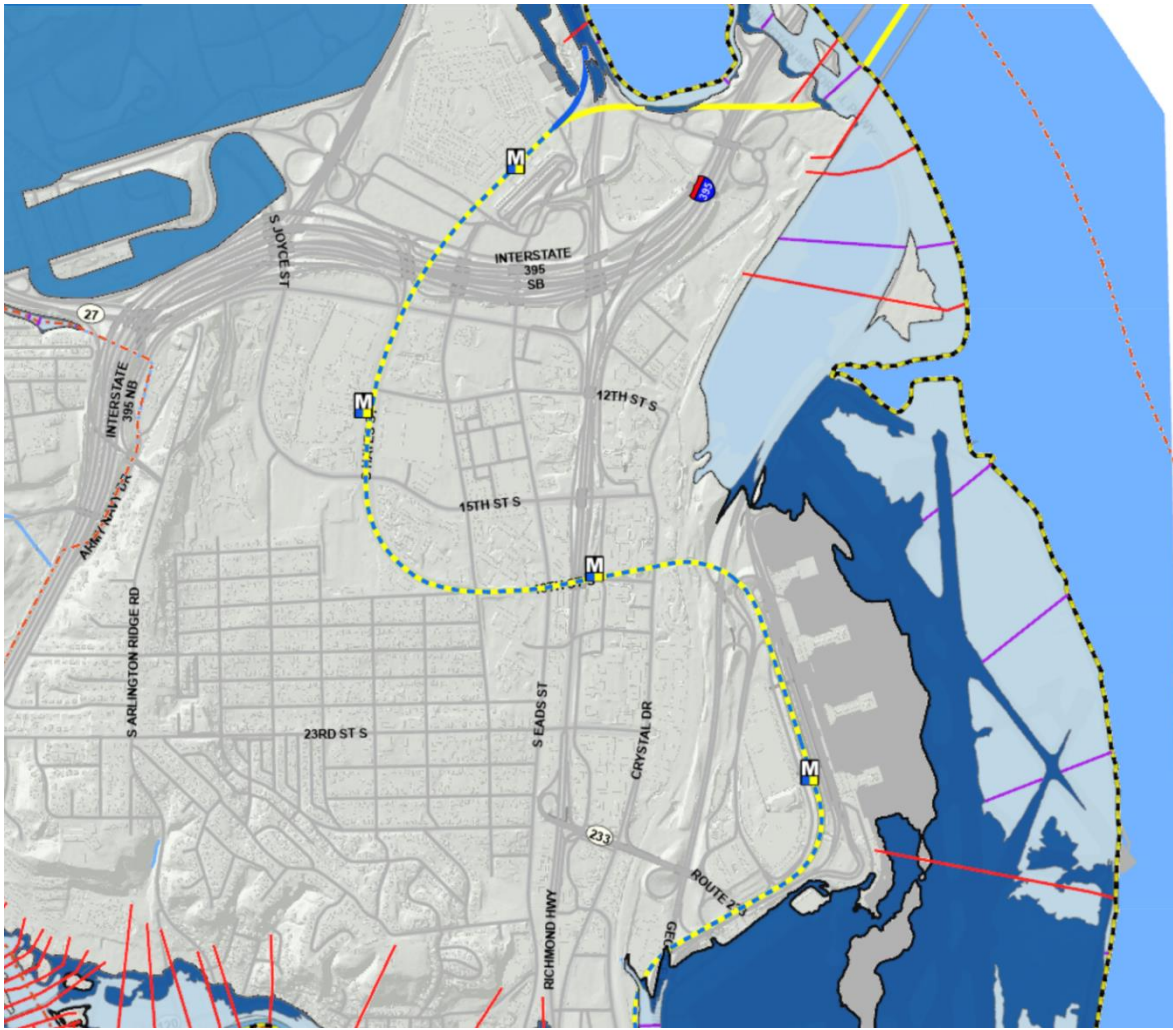 M
395
S JOYCE ST
INTERSTATE
395
SB
27
INTERSTATE
395 NB
M
12TH ST S
ARMY NAVY DR
15TH ST S
M
S ARLINGTON RIDGE RD
S EADS ST
CRYSTAL DR
23RD ST S
M
233
ROUTE 233
RICHMOND HWY